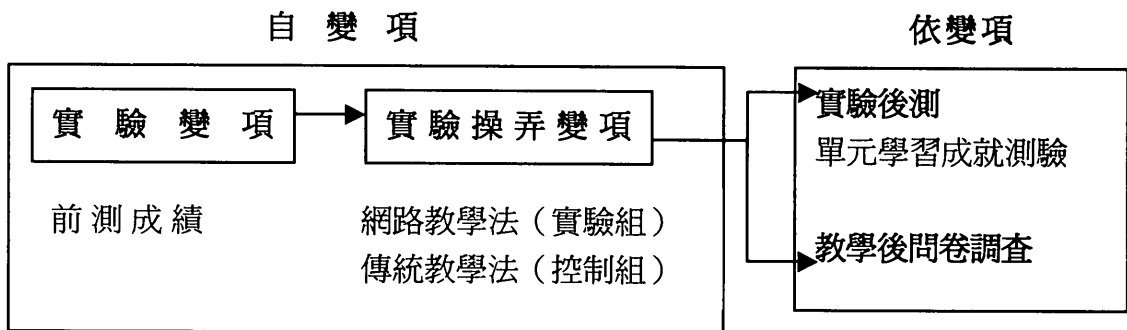 自變項
依變項
實驗變項
實驗操弄變項
前測成績
網路教學法（實驗組）
傳統教學法（控制組）
實驗後測
單元學習成就測驗
教學後問卷調查